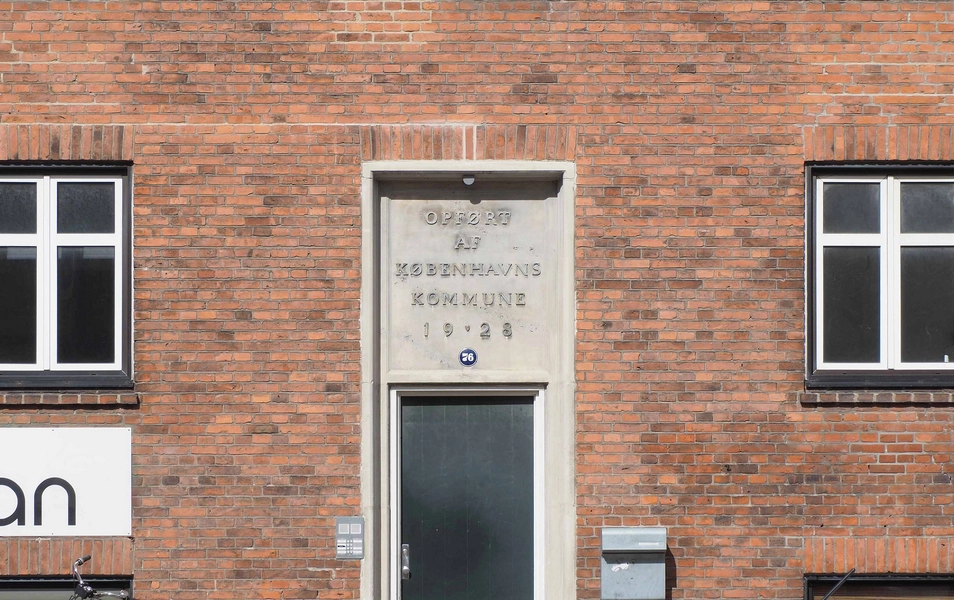 OPFØRT
AF
KØBENHAVNS
KOMMUNE
19·28
76
an